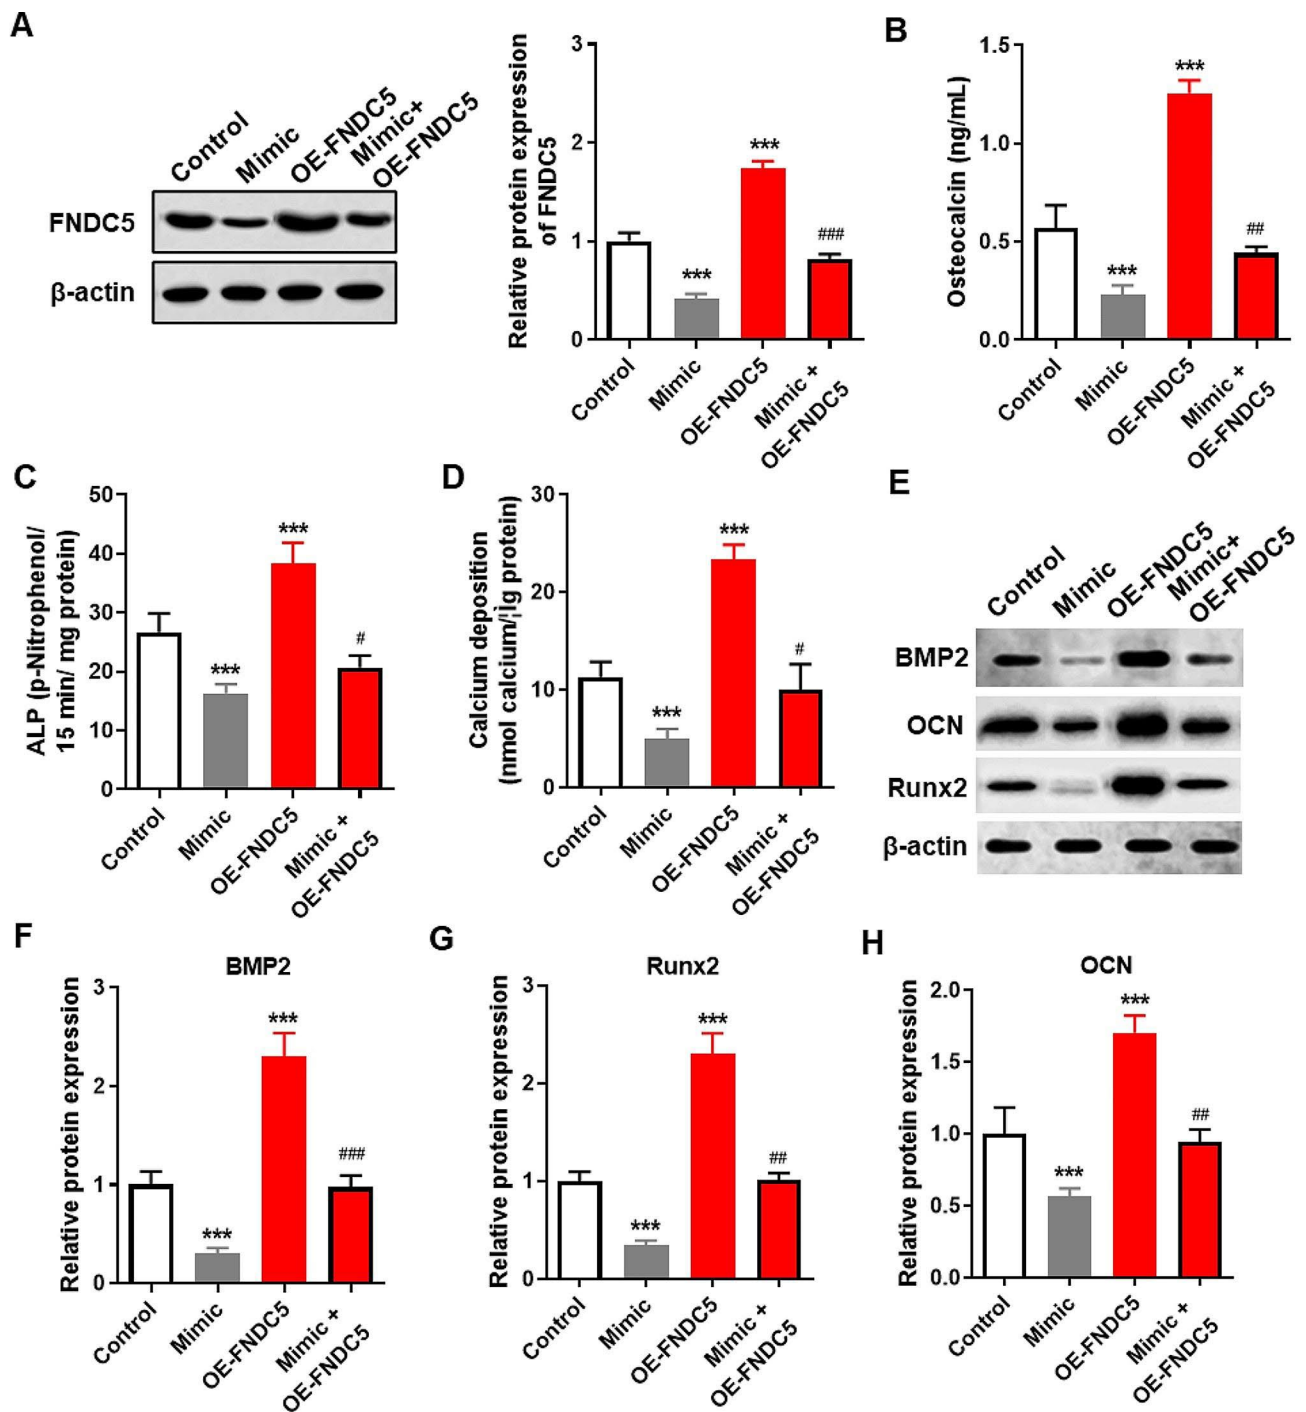 A
Control
Mimic
OE-FNDC5
Mimic+
OE-FNDC5
FNDC5
β-actin
Relative protein expression
of FNDC5
3
2
1
0
***
***
###
Control
Mimic
OE-FNDC5
Mimic +
OE-FNDC5
B
Osteocalcin (ng/mL)
1.5
1.0
0.5
0.0
***
***
##
Control
Mimic
OE-FNDC5
Mimic +
OE-FNDC5
C
ALP (p-Nitrophenol/
15 min/ mg protein)
50
40
30
20
10
0
***
***
#
Control
Mimic
OE-FNDC5
Mimic +
OE-FNDC5
D
Calcium deposition
(nmol calcium/¦Ìg protein)
30
20
10
0
***
***
#
Control
Mimic
OE-FNDC5
Mimic +
OE-FNDC5
E
Control
Mimic
OE-FNDC5
Mimic+
OE-FNDC5
BMP2
OCN
Runx2
β-actin
F
BMP2
Relative protein expression
3
2
1
0
***
***
###
Control
Mimic
OE-FNDC5
Mimic +
OE-FNDC5
G
Runx2
Relative protein expression
3
2
1
0
***
***
##
Control
Mimic
OE-FNDC5
Mimic +
OE-FNDC5
H
OCN
Relative protein expression
2.0
1.5
1.0
0.5
0.0
***
***
##
Control
Mimic
OE-FNDC5
Mimic +
OE-FNDC5